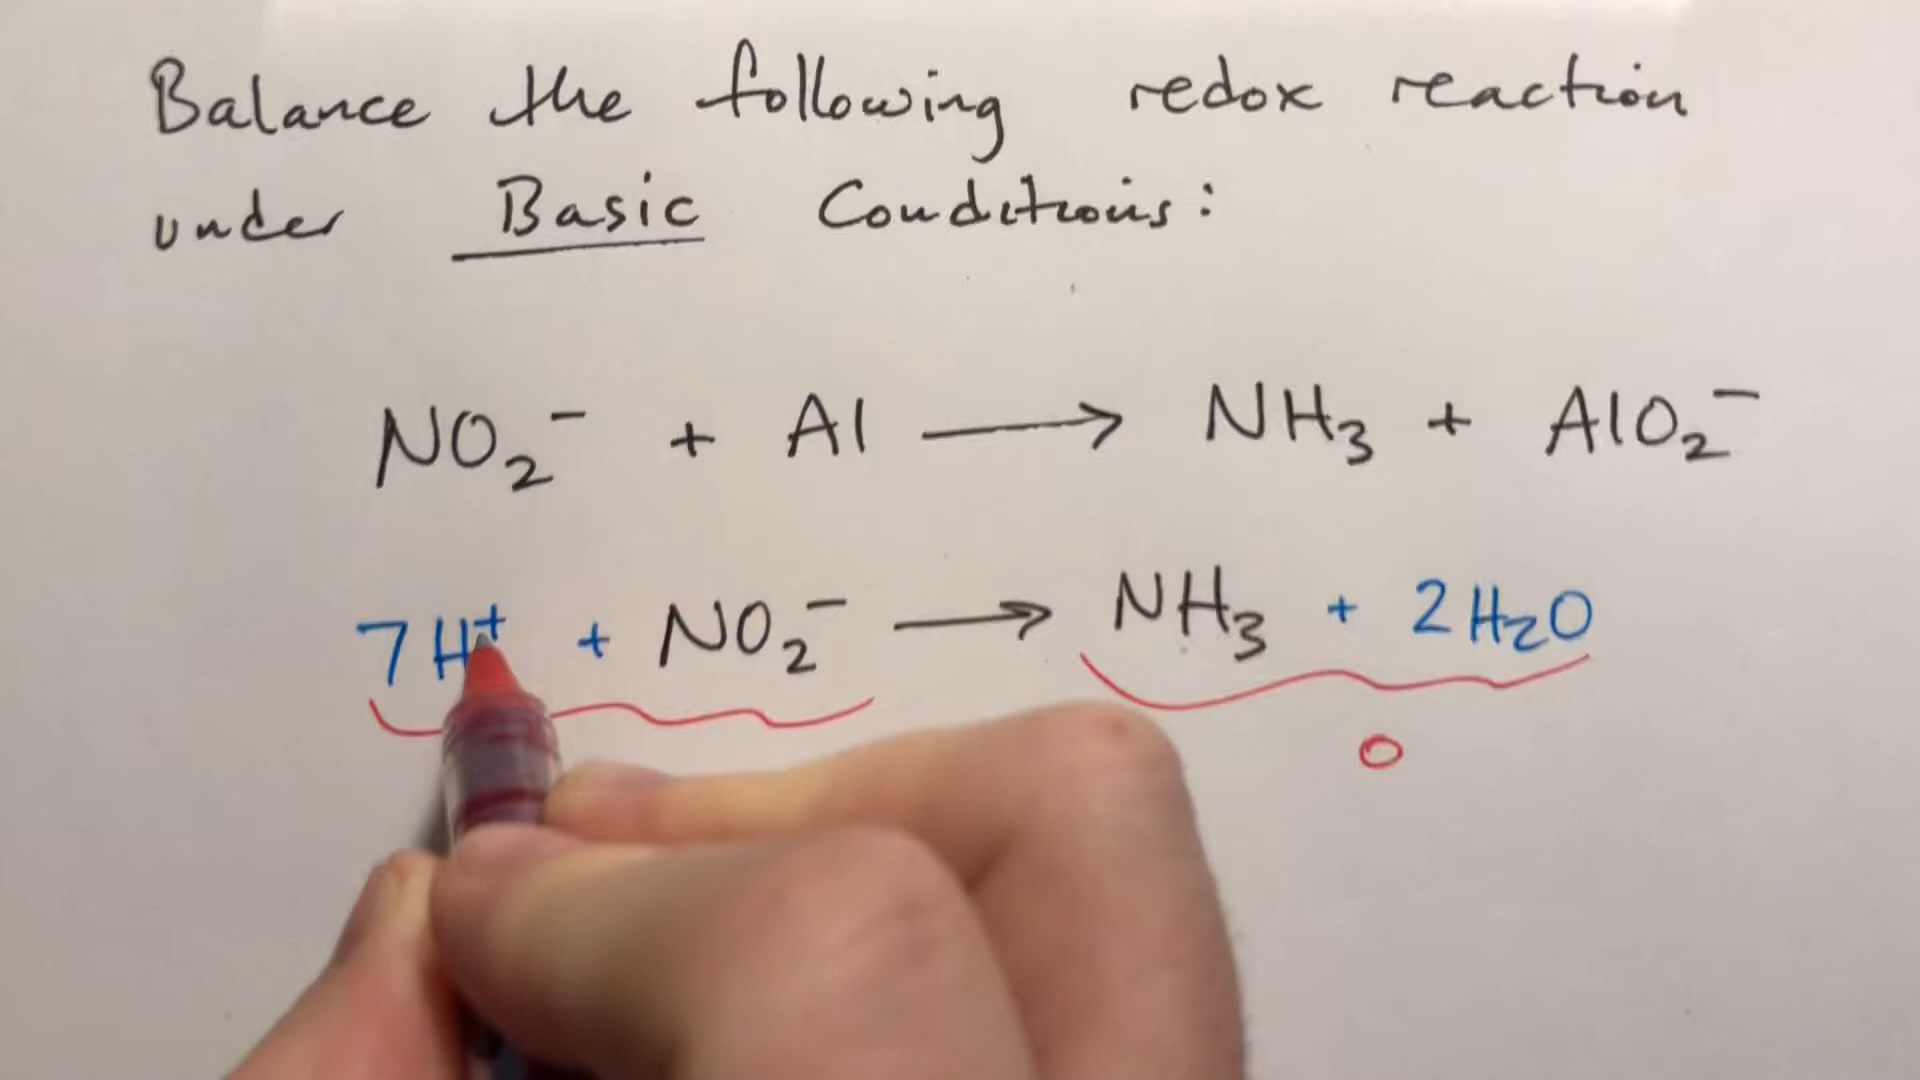 Balance the following redox reaction
under Basic Conditions:
NO₂⁻ + Al ⟶ NH₃ + AlO₂⁻
7H⁺ + NO₂⁻ ⟶ NH₃ + 2H₂O
0